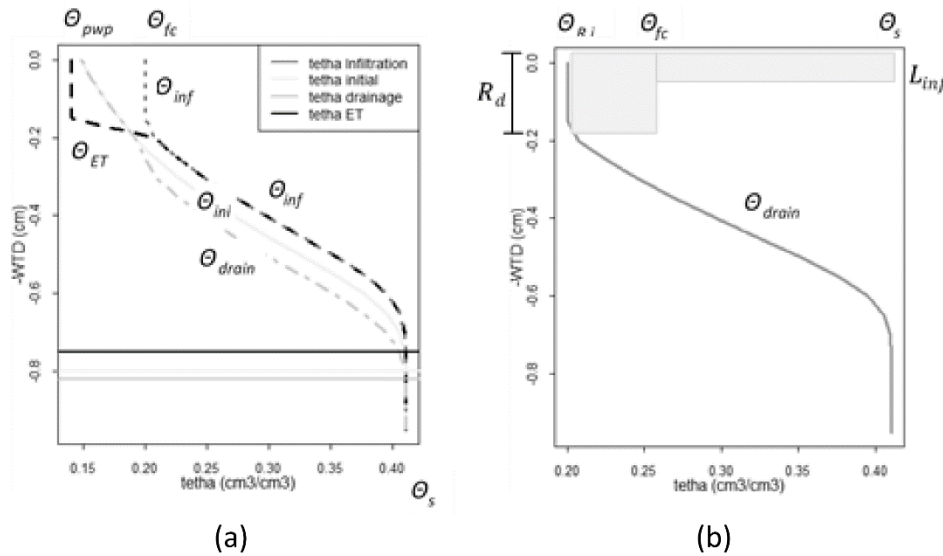 Θpwp Θfc
tetha Infiltration
tetha initial
tetha drainage
tetha ET
Θinf
ΘET
Θini
Θinf
Θdrain
-WTD (cm)
0.0
-0.2
-0.4
-0.6
-0.8
0.15 0.20 0.25 0.30 0.35 0.40
tetha (cm3/cm3)
Θs
(a)
ΘR i Θfc Θs
Rd
Linf
Θdrain
-WTD (cm)
0.0
-0.2
-0.4
-0.6
-0.8
0.20 0.25 0.30 0.35 0.40
tetha (cm3/cm3)
(b)